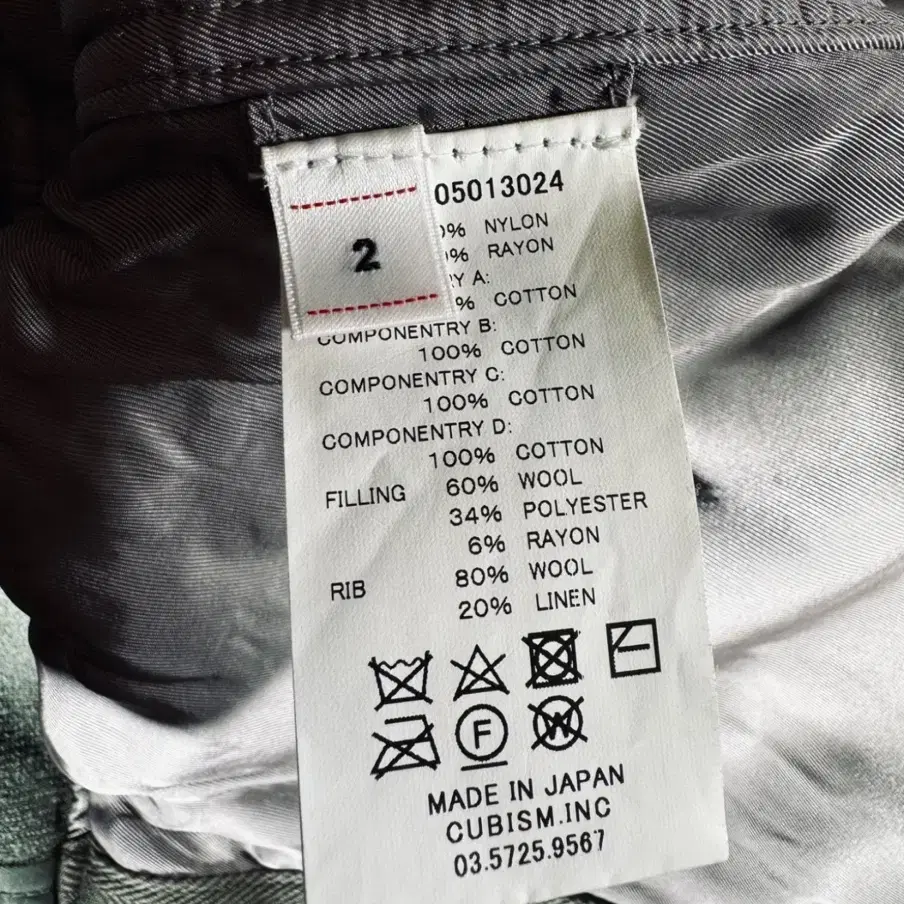 2
05013024
% NYLON
% RAYON
Y A:
% COTTON
COMPONENTRY B:
100% COTTON
COMPONENTRY C:
100% COTTON
COMPONENTRY D:
100% COTTON
FILLING 60% WOOL
34% POLYESTER
6% RAYON
RIB 80% WOOL
20% LINEN
F W
MADE IN JAPAN
CUBISM.INC
03.5725.9567